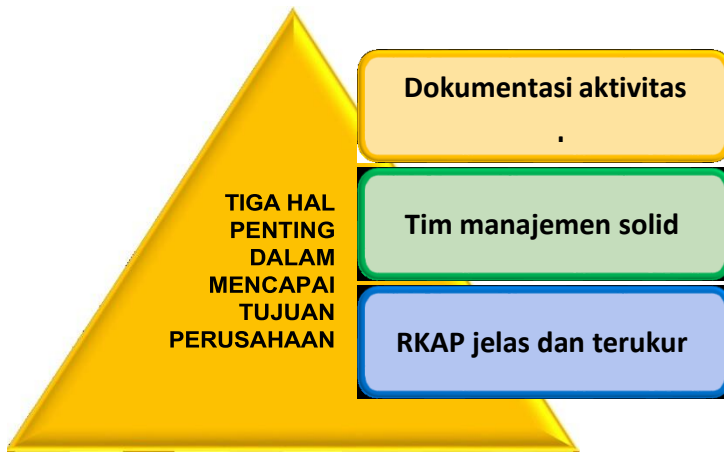 TIGA HAL
PENTING
DALAM
MENCAPAI
TUJUAN
PERUSAHAAN
Dokumentasi aktivitas
.
Tim manajemen solid
RKAP jelas dan terukur